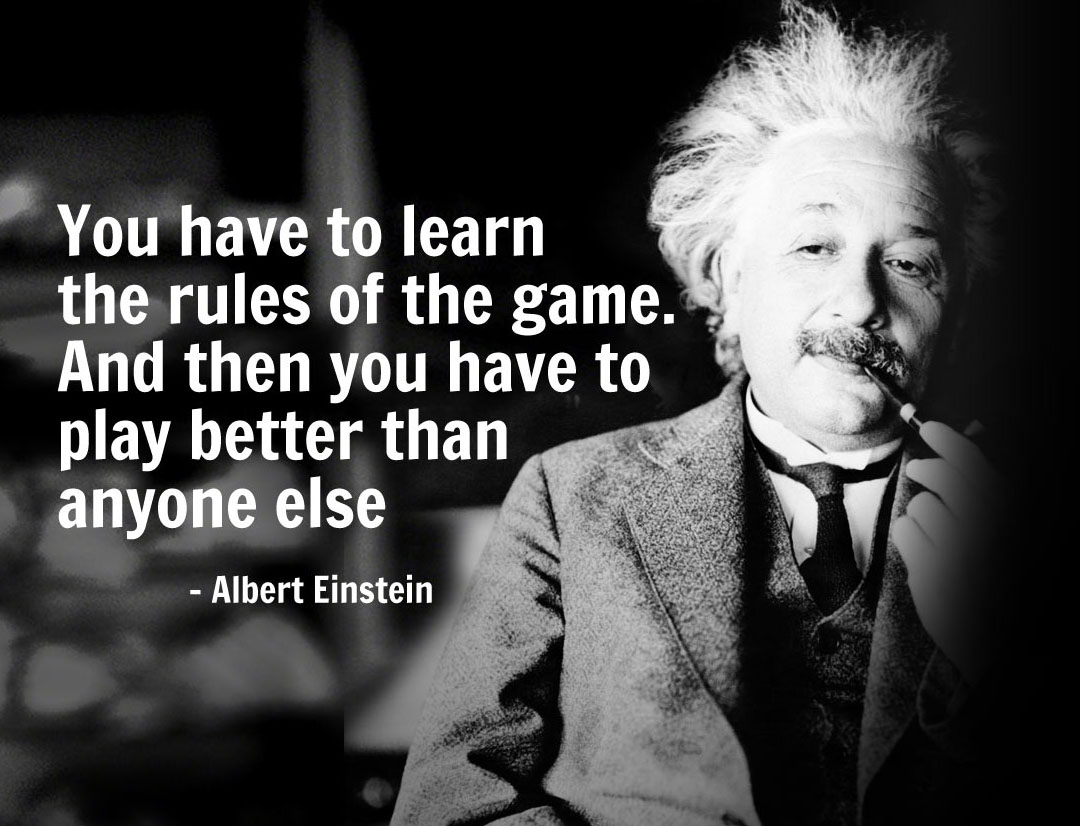 You have to learn
the rules of the game.
And then you have to
play better than
anyone else
- Albert Einstein